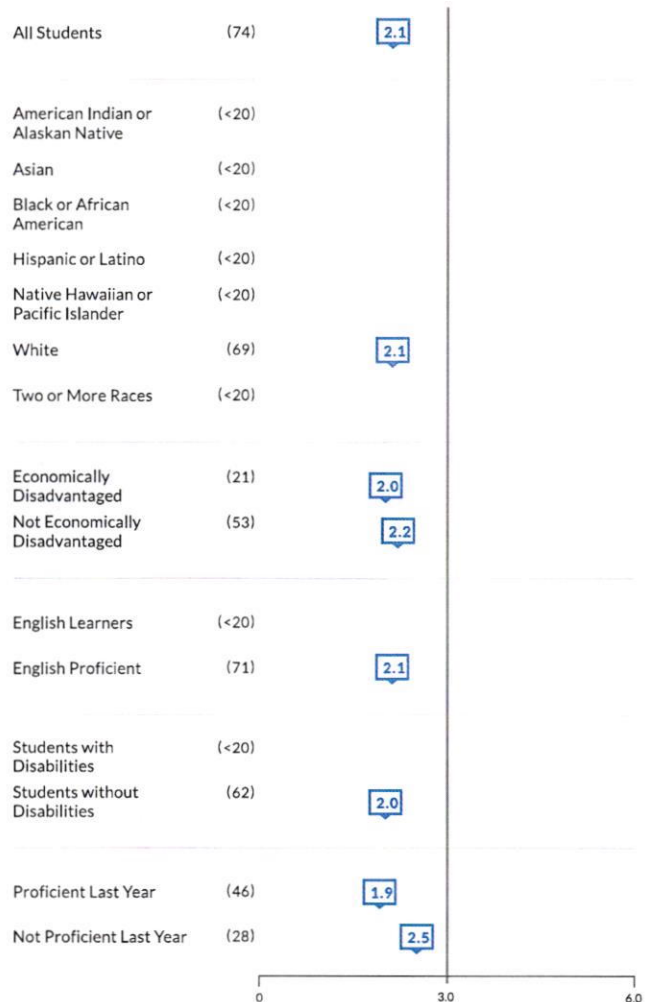 All Students (74) 2.1
American Indian or (<20)
Alaskan Native
Asian (<20)
Black or African (<20)
American
Hispanic or Latino (<20)
Native Hawaiian or (<20)
Pacific Islander
White (69) 2.1
Two or More Races (<20)
Economically (21) 2.0
Disadvantaged
Not Economically (53) 2.2
Disadvantaged
English Learners (<20)
English Proficient (71) 2.1
Students with (<20)
Disabilities
Students without (62) 2.0
Disabilities
Proficient Last Year (46) 1.9
Not Proficient Last Year (28) 2.5
0 3.0 6.0